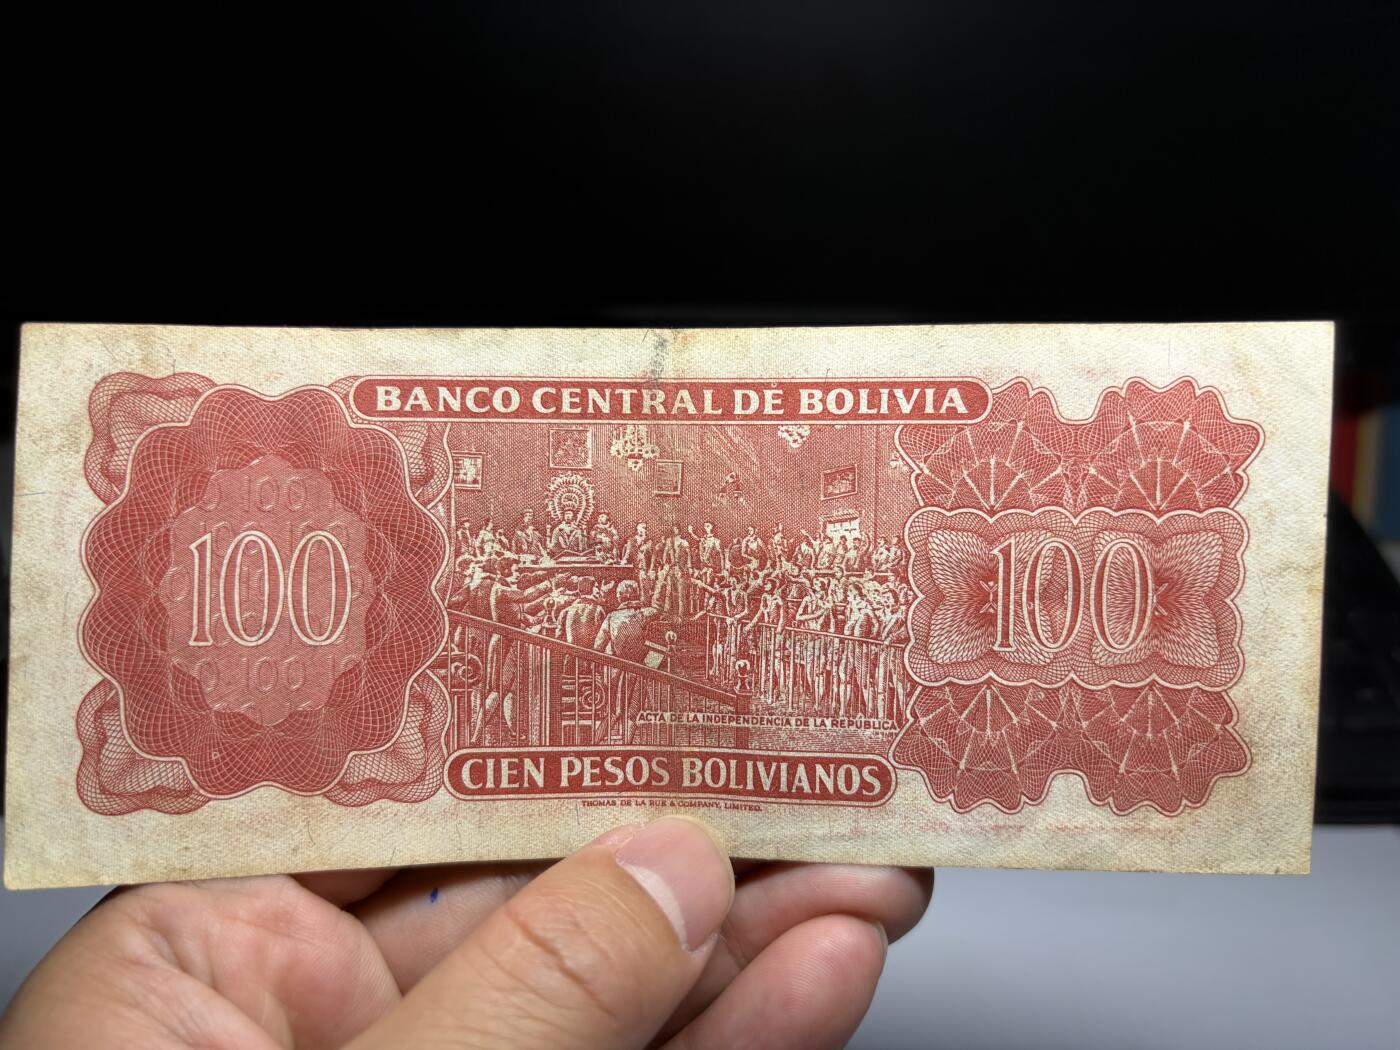 BANCO CENTRAL DE BOLIVIA
100
100
100
ACTA DE LA INDEPENDENCIA DE LA REPUBLICA
CIEN PESOS BOLIVIANOS
THOMAS DE LA RUE & COMPANY, LIMITED.